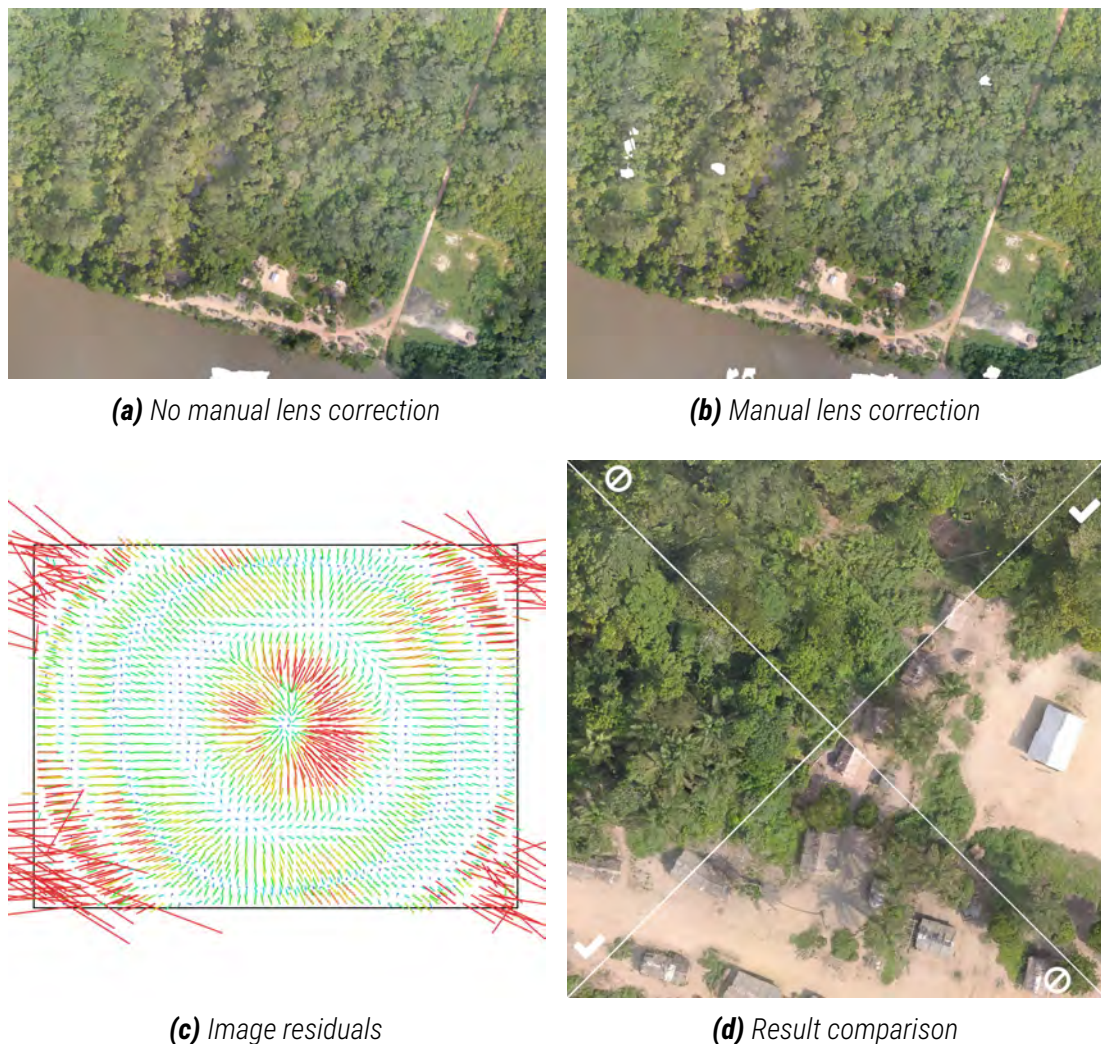 (a) No manual lens correction
(b) Manual lens correction
(c) Image residuals
(d) Result comparison